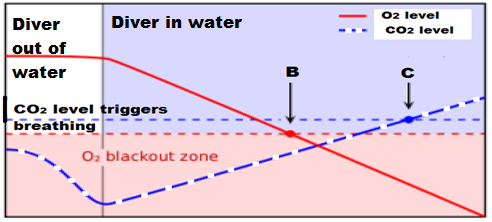 Diver
out of
water
Diver in water
O2 level
CO2 level
B
C
CO2 level triggers
breathing
O2 blackout zone